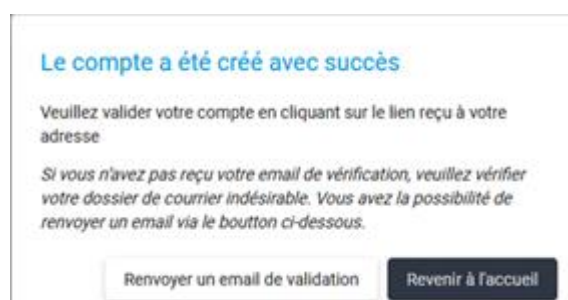 Le compte a été créé avec succès
Veuillez valider votre compte en cliquant sur le lien reçu à votre
adresse
Si vous n'avez pas reçu votre email de vérification, veuillez vérifier
votre dossier de courrier indésirable. Vous avez la possibilité de
renvoyer un email via le boutton ci-dessous.
Renvoyer un email de validation
Revenir à l'accueil